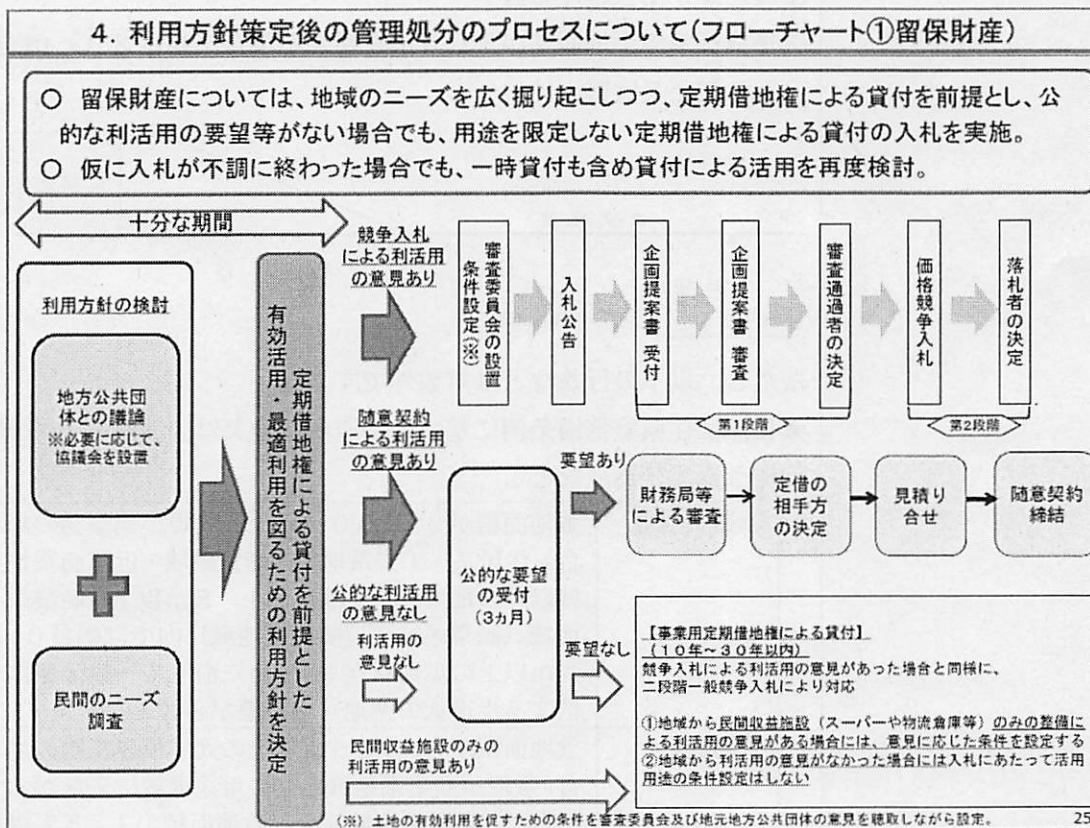 4．利用方針策定後の管理処分のプロセスについて(フローチャート①留保財産)
○ 留保財産については、地域のニーズを広く掘り起こしつつ、定期借地権による貸付を前提とし、公
的な利活用の要望等がない場合でも、用途を限定しない定期借地権による貸付の入札を実施。
○ 仮に入札が不調に終わった場合でも、一時貸付も含め貸付による活用を再度検討。
十分な期間
利用方針の検討
地方公共団
体との議論
※必要に応じて、
協議会を設置
民間のニーズ
調査
定期借地権による貸付を前提とした
有効活用・最適利用を図るための利用方針を決定
競争入札
による利活用
の意見あり
審査委員会の設置
条件設定(※)
入札公告
企画提案書 受付
企画提案書 審査
審査通過者の決定
価格競争入札
落札者の決定
第1段階
第2段階
随意契約
による利活用
の意見あり
公的な要望
の受付
(3ヵ月)
要望あり
財務局等
による審査
定借の
相手方
の決定
見積り
合せ
随意契約
締結
公的な利活用
の意見なし
利活用の
意見なし
要望なし
民間収益施設のみの
利活用の意見あり
【事業用定期借地権による貸付】
(10年～30年以内)
競争入札による利活用の意見があった場合と同様に、
二段階一般競争入札により対応
①地域から民間収益施設（スーパーや物流倉庫等）のみの整備に
よる利活用の意見がある場合には、意見に応じた条件を設定する
②地域から利活用の意見がなかった場合には入札にあたって活用
用途の条件設定はしない
(※) 土地の有効利用を促すための条件を審査委員会及び地元地方公共団体の意見を聴取しながら設定。
2